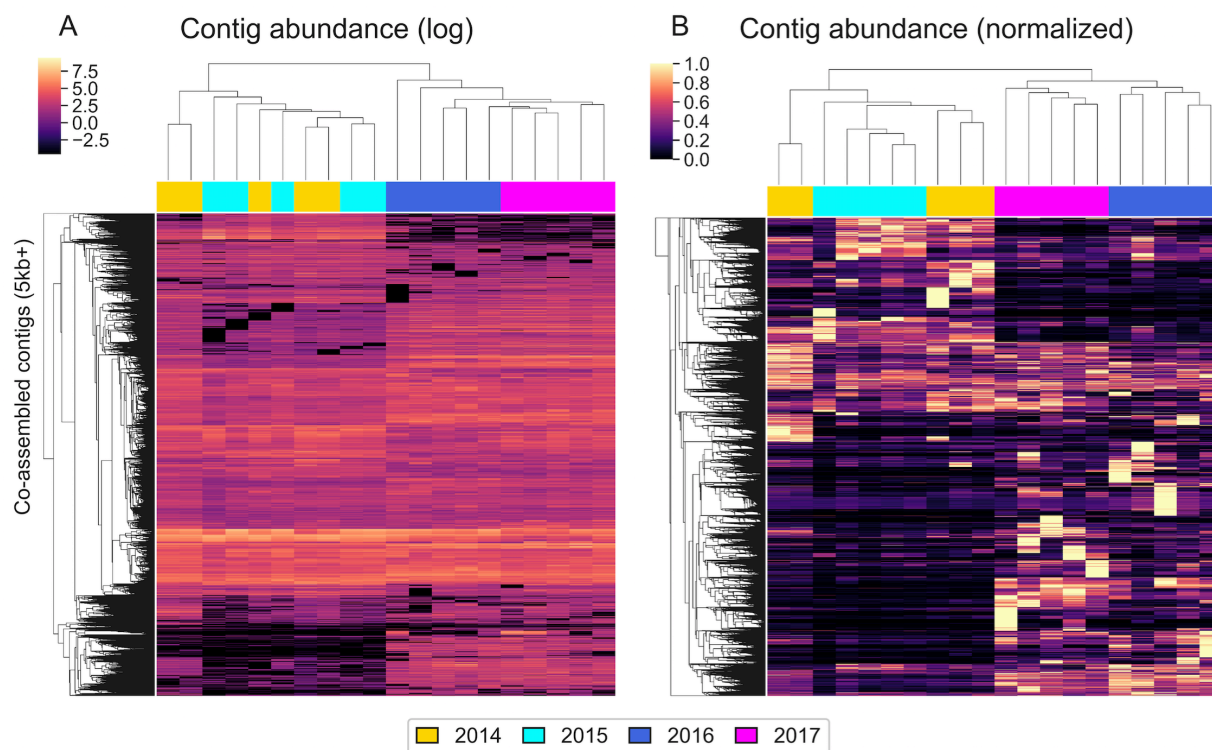 A Contig abundance (log)
B Contig abundance (normalized)
7.5
5.0
2.5
0.0
−2.5
1.0
0.8
0.6
0.4
0.2
0.0
Co-assembled contigs (5kb+)
2014 2015 2016 2017